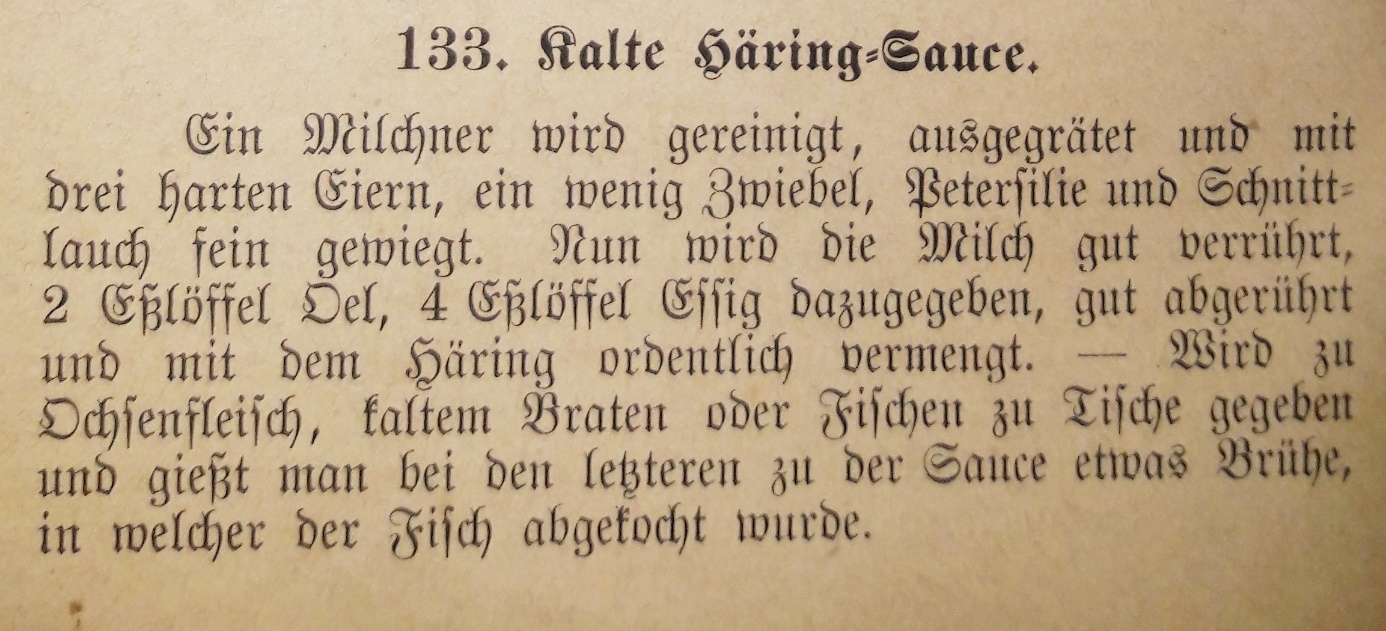 133. Kalte Häring-Sauce.
Ein Milchner wird gereinigt, ausgegrätet und mit
drei harten Eiern, ein wenig Zwiebel, Peterſilie und Schnitt-
lauch fein gewiegt. Nun wird die Milch gut verrührt,
2 Eßlöffel Oel, 4 Eßlöffel Eſſig dazugegeben, gut abgerührt
und mit dem Häring ordentlich vermengt. — Wird zu
Ochſenfleiſch, kaltem Braten oder Fiſchen zu Tiſche gegeben
und gießt man bei den letzteren zu der Sauce etwas Brühe,
in welcher der Fiſch abgekocht wurde.